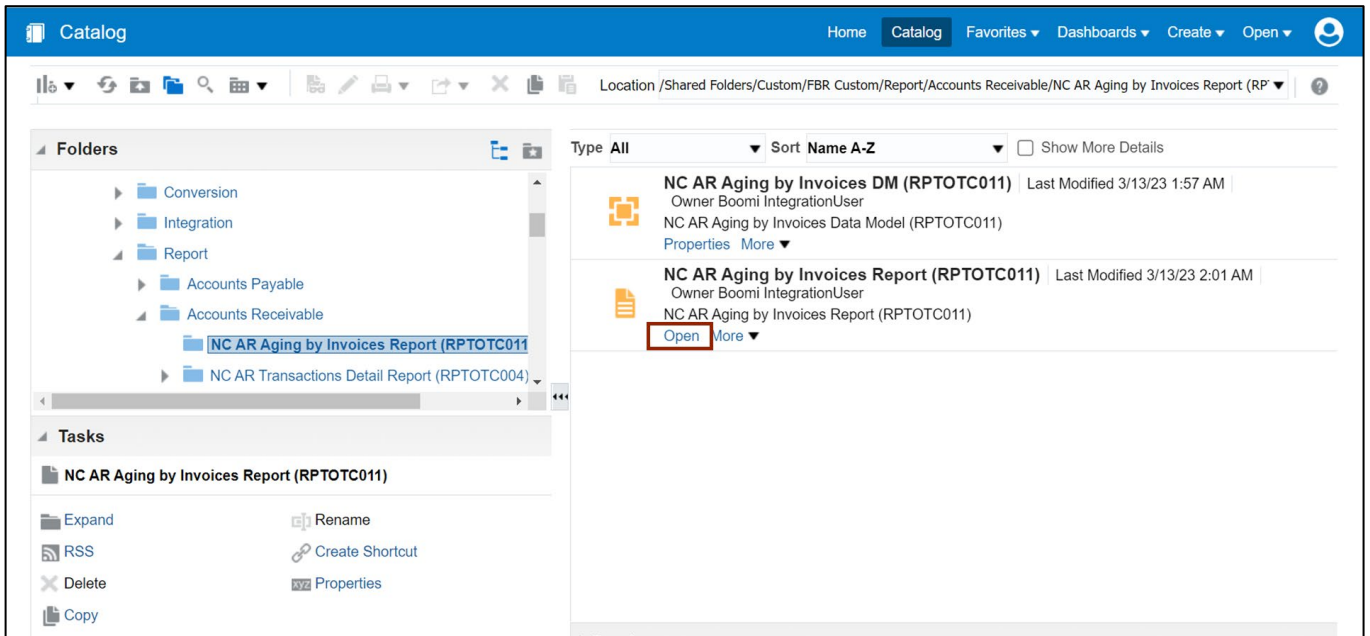 Catalog
Home Catalog Favorites Dashboards Create Open
Location /Shared Folders/Custom/FBR Custom/Report/Accounts Receivable/NC AR Aging by Invoices Report (RP
Folders
Conversion
Integration
Report
Accounts Payable
Accounts Receivable
NC AR Aging by Invoices Report (RPTOTC011
NC AR Transactions Detail Report (RPTOTC004)
Tasks
NC AR Aging by Invoices Report (RPTOTC011)
Expand Rename
RSS Create Shortcut
Delete xyz Properties
Copy
Type All Sort Name A-Z Show More Details
NC AR Aging by Invoices DM (RPTOTC011) Last Modified 3/13/23 1:57 AM
Owner Boomi IntegrationUser
NC AR Aging by Invoices Data Model (RPTOTC011)
Properties More
NC AR Aging by Invoices Report (RPTOTC011) Last Modified 3/13/23 2:01 AM
Owner Boomi IntegrationUser
NC AR Aging by Invoices Report (RPTOTC011)
Open More